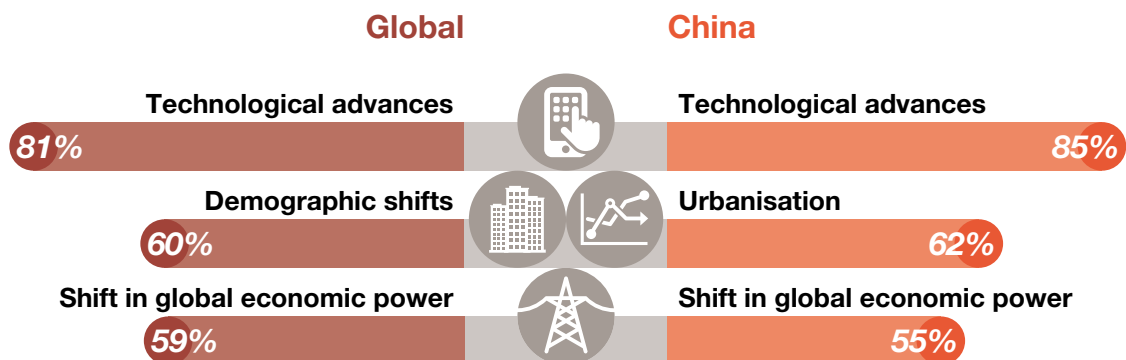 Global China
Technological advances Technological advances
81% 85%
Demographic shifts Urbanisation
60% 62%
Shift in global economic power Shift in global economic power
59% 55%